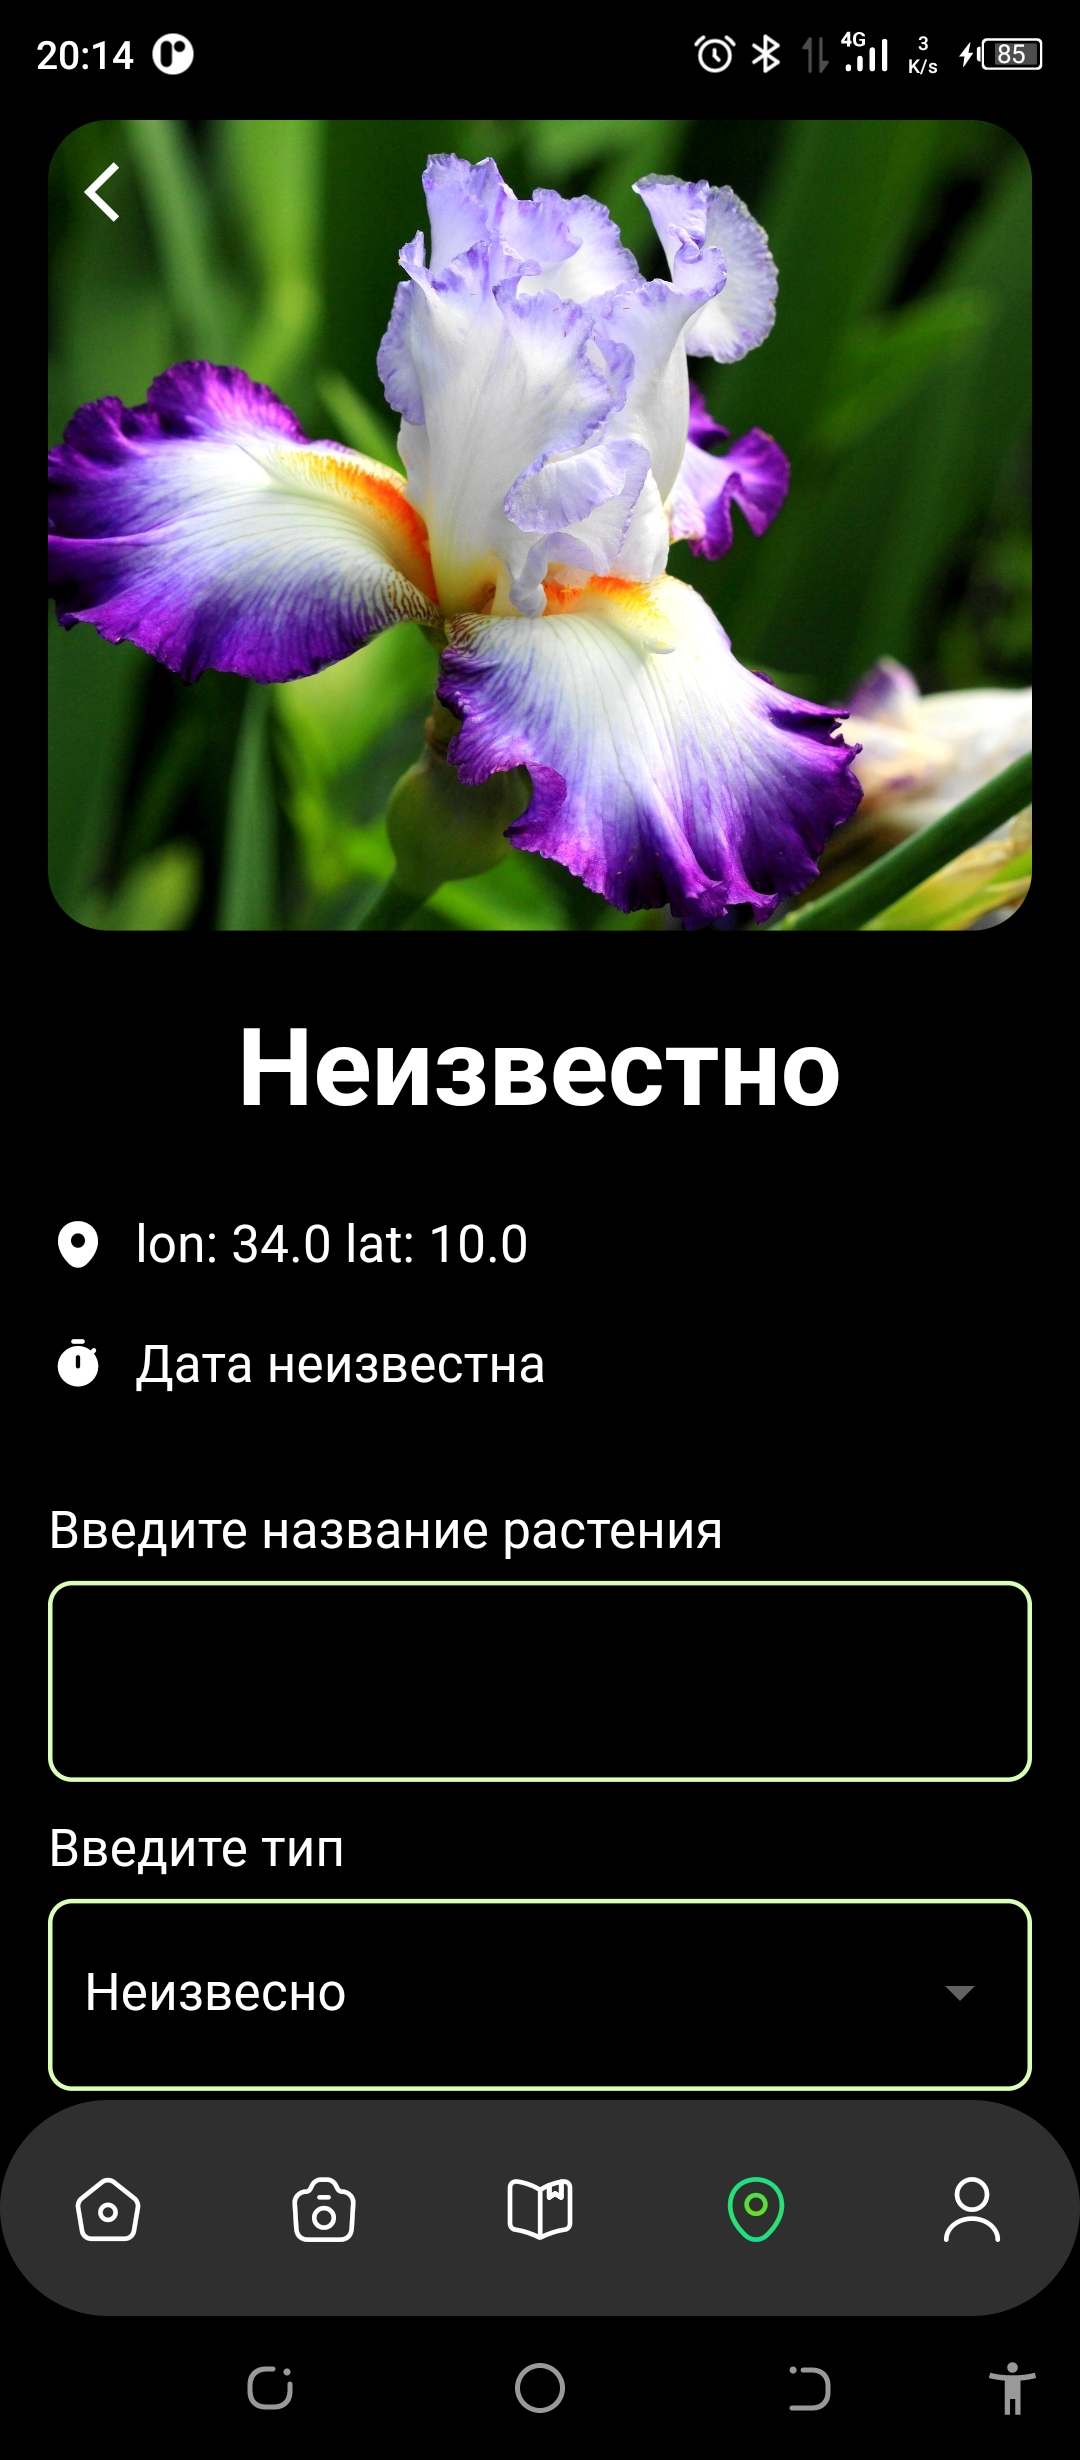 20:14
4G
3
K/s
85
Неизвестно
lon: 34.0 lat: 10.0
Дата неизвестна
Введите название растения
Введите тип
Неизвесно